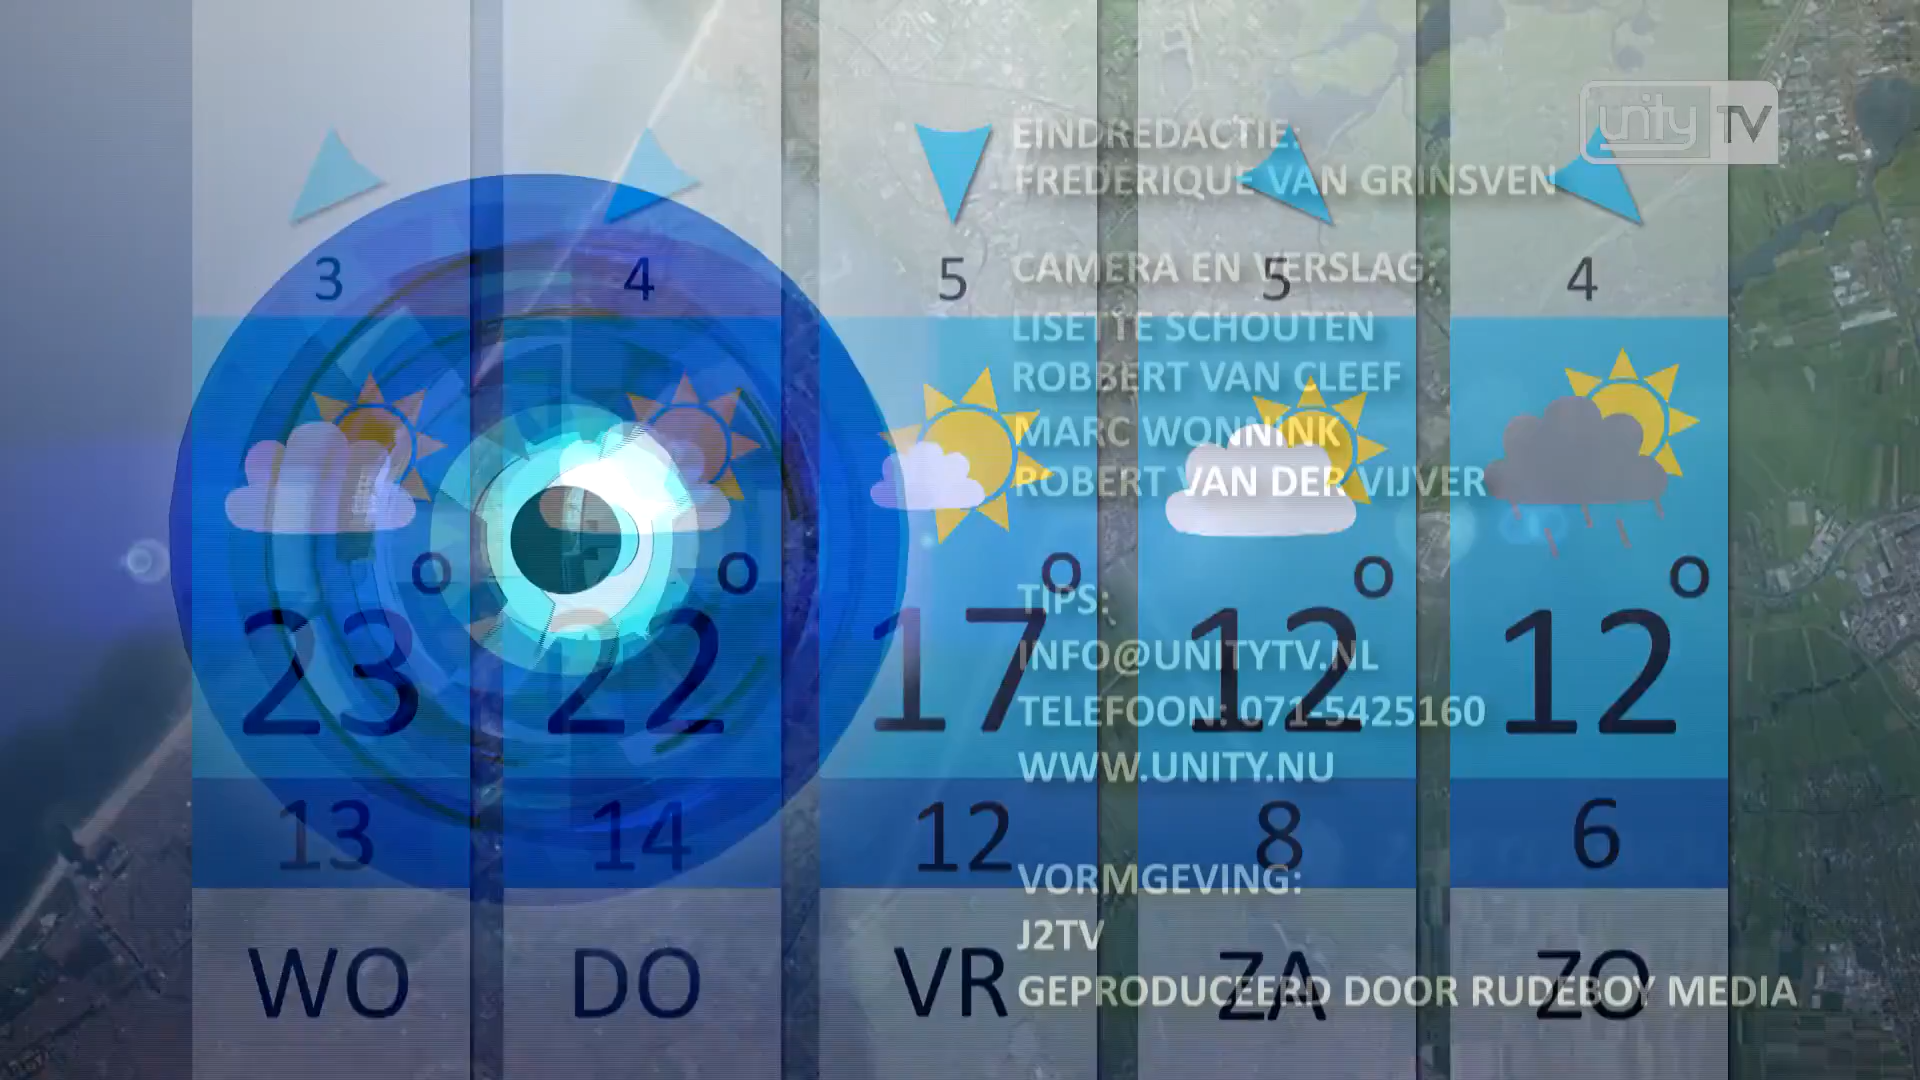 unity TV
EINDREDACTIE:
FREDERIQUE VAN GRINSVEN
CAMERA EN VERSLAG:
LISETTE SCHOUTEN
ROBBERT VAN CLEEF
MARC WONNINK
ROBERT VAN DER VIJVER
TIPS:
INFO@UNITYTV.NL
TELEFOON: 071-5425160
WWW.UNITY.NU
VORMGEVING:
J2TV
GEPRODUCEERD DOOR RUDEBOY MEDIA
3 4 5 5 4
23° 22° 17° 12° 12°
13 14 12 8 6
WO DO VR ZA ZO